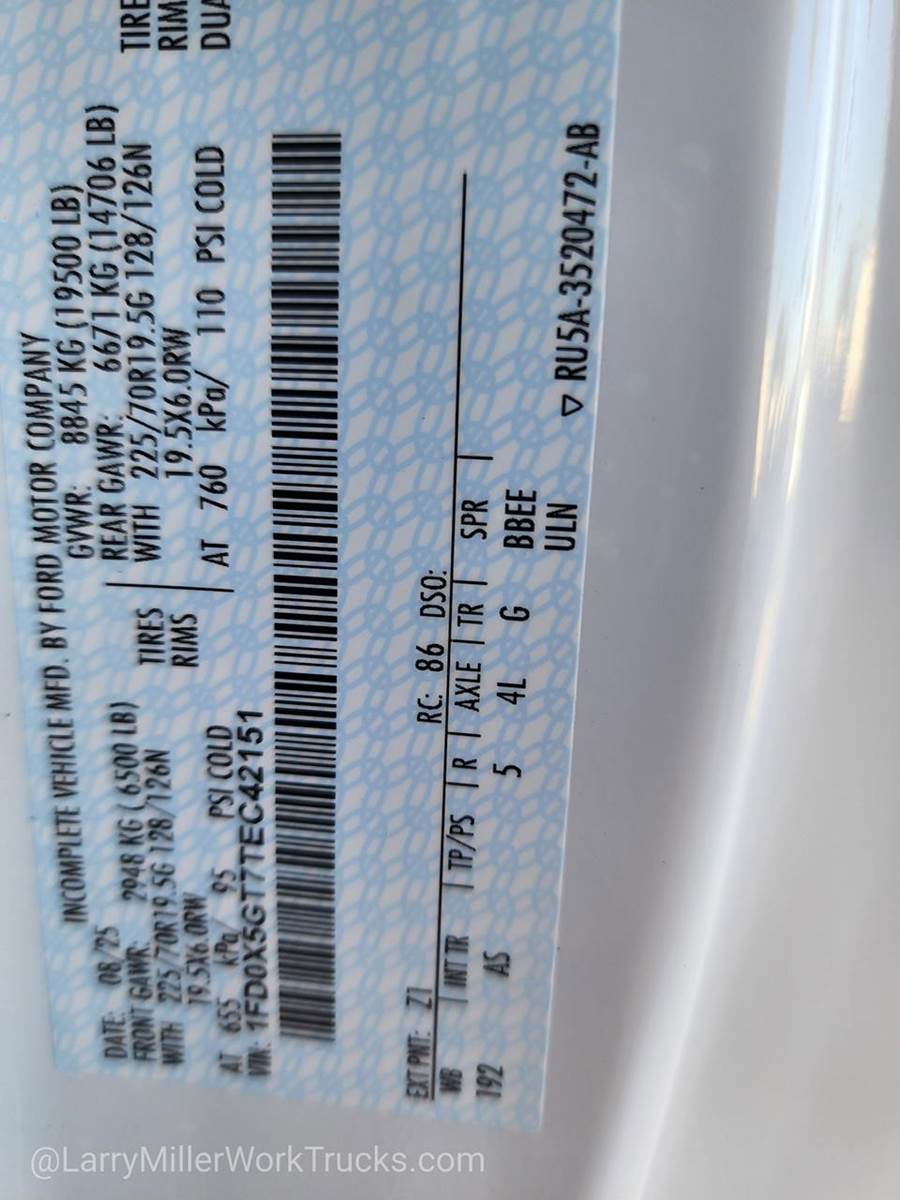 INCOMPLETE VEHICLE MFD. BY FORD MOTOR COMPANY
DATE: 08/25 GVWR: 8845 KG (19500 LB)
FRONT GAWR: 2948 KG (6500 LB) REAR GAWR: 6671 KG (14706 LB)
WITH 225/70R19.5G 128/126N TIRES WITH 225/70R19.5G 128/126N TIRE
19.5X6.0RW RIMS 19.5X6.0RW RIM
AT 655 kPa/ 95 PSI COLD AT 760 kPa/ 110 PSI COLD DUA
VIN: 1FD0X5GT7TEC42151
EXT PNT: Z1 RC: 86 DSO:
WB | INT TR | TP/PS | R | AXLE | TR | SPR |
192 AS 5 4L G BBEE
ULN ▽ RU5A-3520472-AB
@LarryMillerWorkTrucks.com